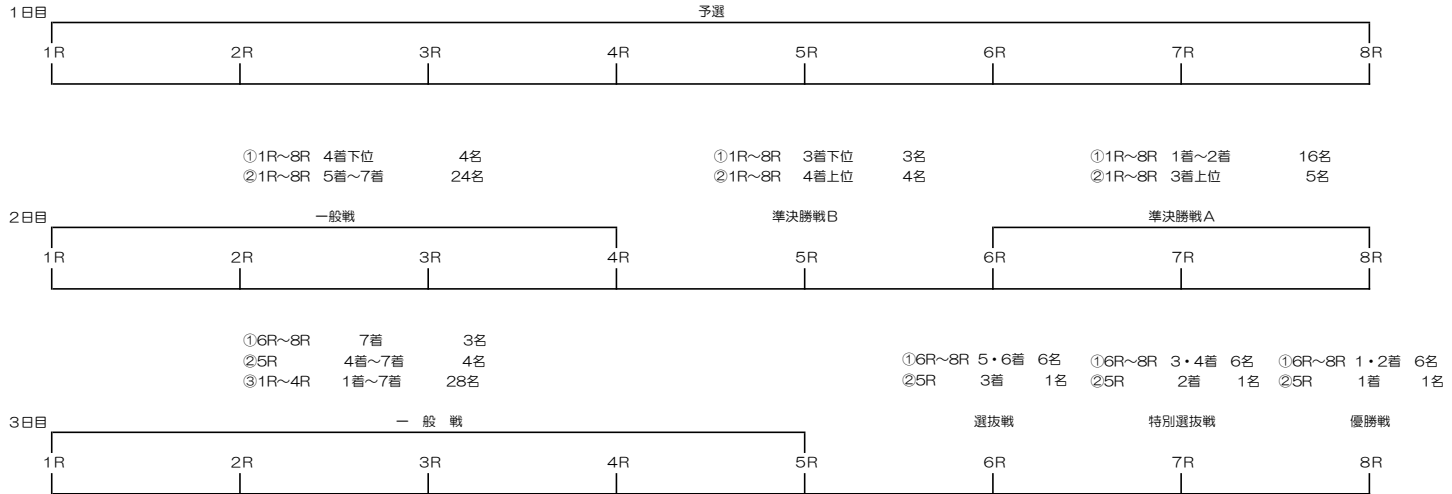 1日目
予選
1R 2R 3R 4R 5R 6R 7R 8R
①1R～8R 4着下位 4名 ①1R～8R 3着下位 3名 ①1R～8R 1着～2着 16名
②1R～8R 5着～7着 24名 ②1R～8R 4着上位 4名 ②1R～8R 3着上位 5名
2日目 一般戦 準決勝戦B 準決勝戦A
1R 2R 3R 4R 5R 6R 7R 8R
①6R～8R 7着 3名
②5R 4着～7着 4名 ①6R～8R 5・6着 6名 ①6R～8R 3・4着 6名 ①6R～8R 1・2着 6名
③1R～4R 1着～7着 28名 ②5R 3着 1名 ②5R 2着 1名 ②5R 1着 1名
3日目 一 般 戦 選抜戦 特別選抜戦 優勝戦
1R 2R 3R 4R 5R 6R 7R 8R